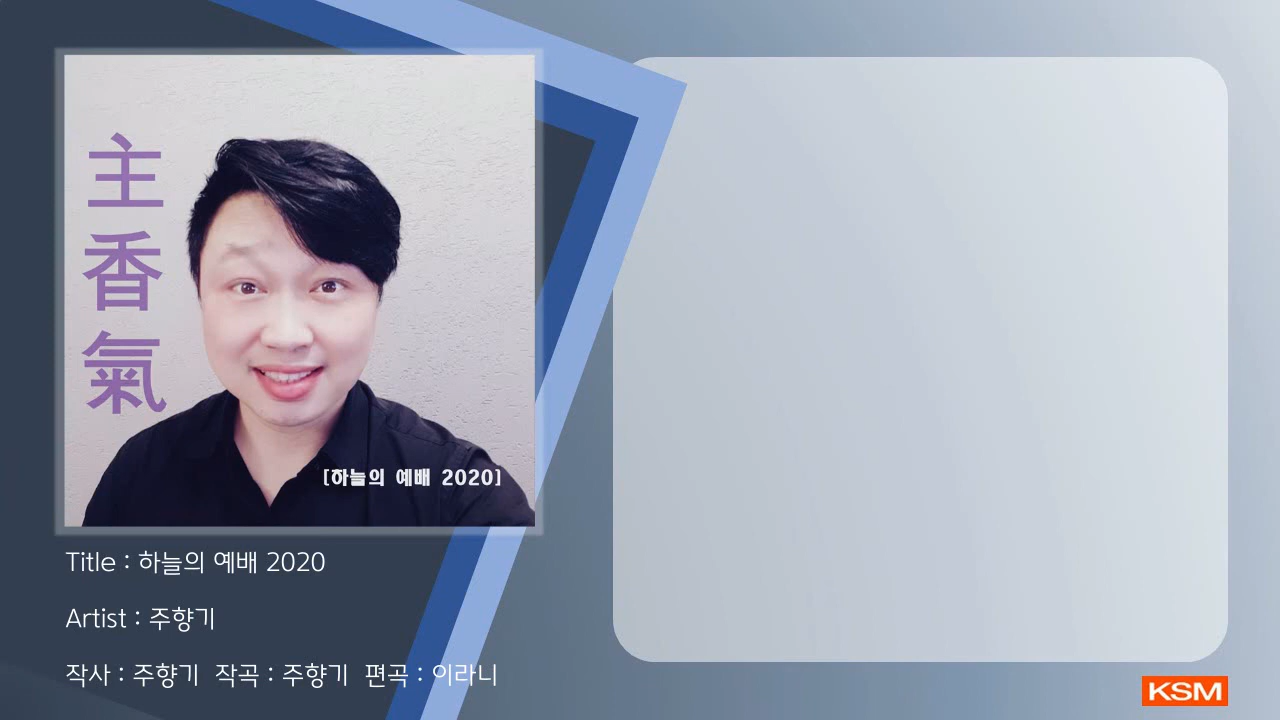 主
香
氣
[하늘의 예배 2020]
Title : 하늘의 예배 2020
Artist : 주향기
작사 : 주향기 작곡 : 주향기 편곡 : 이라니
KSM